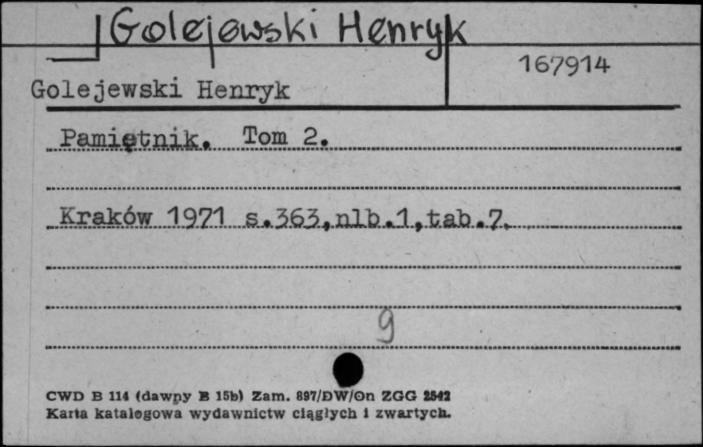 Golejewski Henryk
167914
Golejewski Henryk
Pamiętnik. Tom 2.
Kraków 1971 s.363,nlb.1,tab.7.
9
CWD B 114 (dawpy B 15b) Zam. 897/DW/On ZGG 2542
Karta katalogowa wydawnictw ciągłych i zwartych.